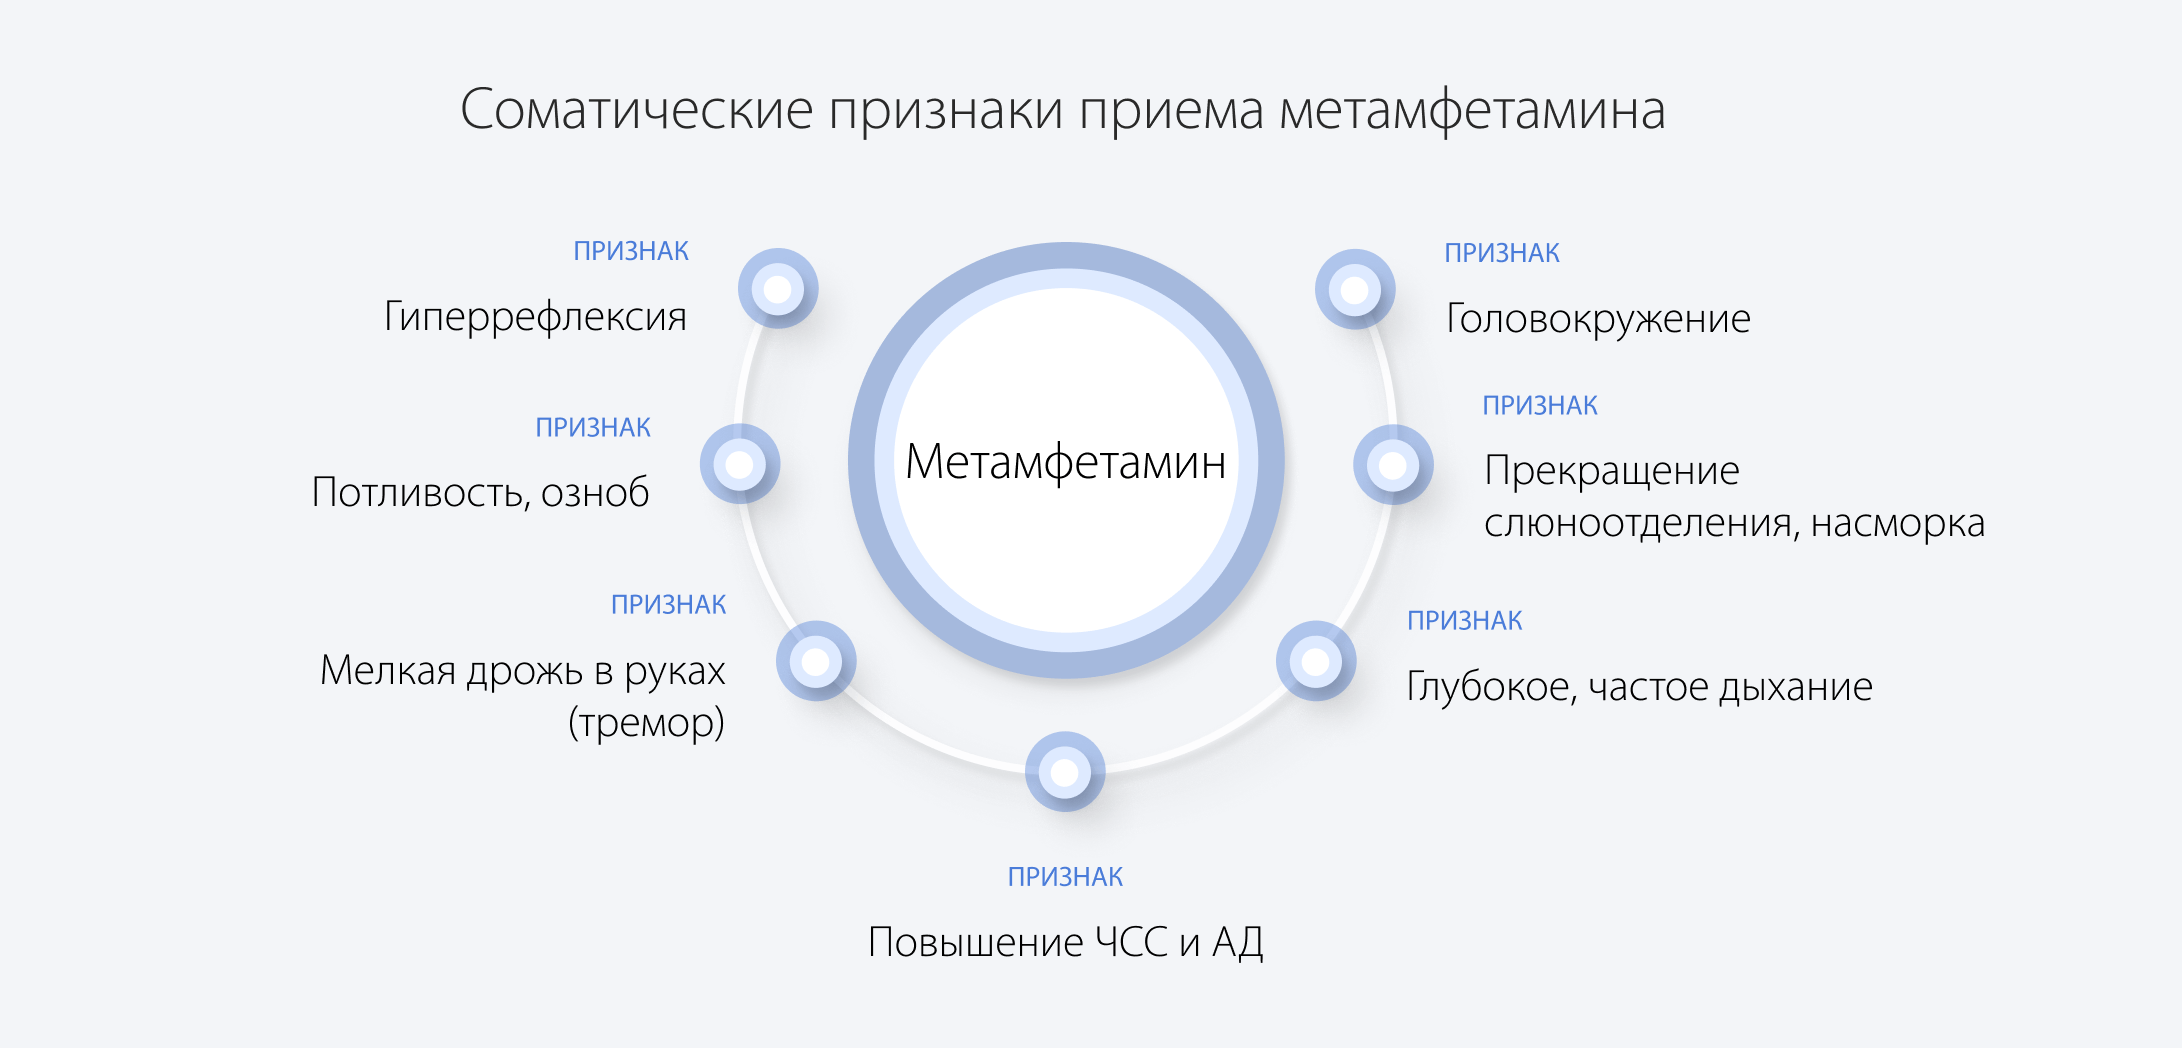 Соматические признаки приема метамфетамина
ПРИЗНАК
Гиперрефлексия
ПРИЗНАК
Потливость, озноб
ПРИЗНАК
Мелкая дрожь в руках
(тремор)
Метамфетамин
ПРИЗНАК
Повышение ЧСС и АД
ПРИЗНАК
Головокружение
ПРИЗНАК
Прекращение
слюноотделения, насморка
ПРИЗНАК
Глубокое, частое дыхание